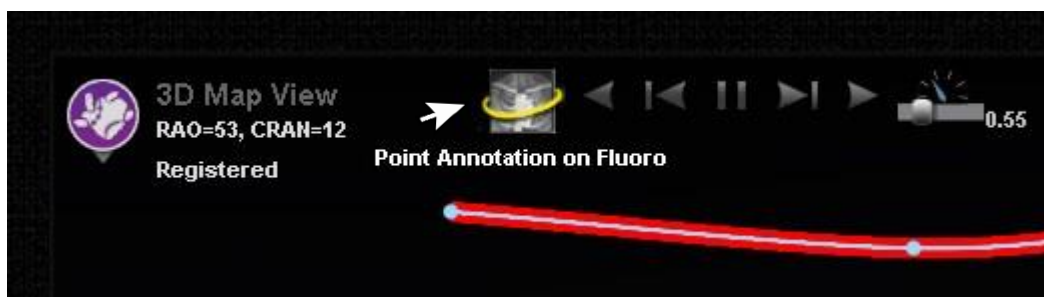 3D Map View
RAO=53, CRAN=12
Registered
Point Annotation on Fluoro
0.55